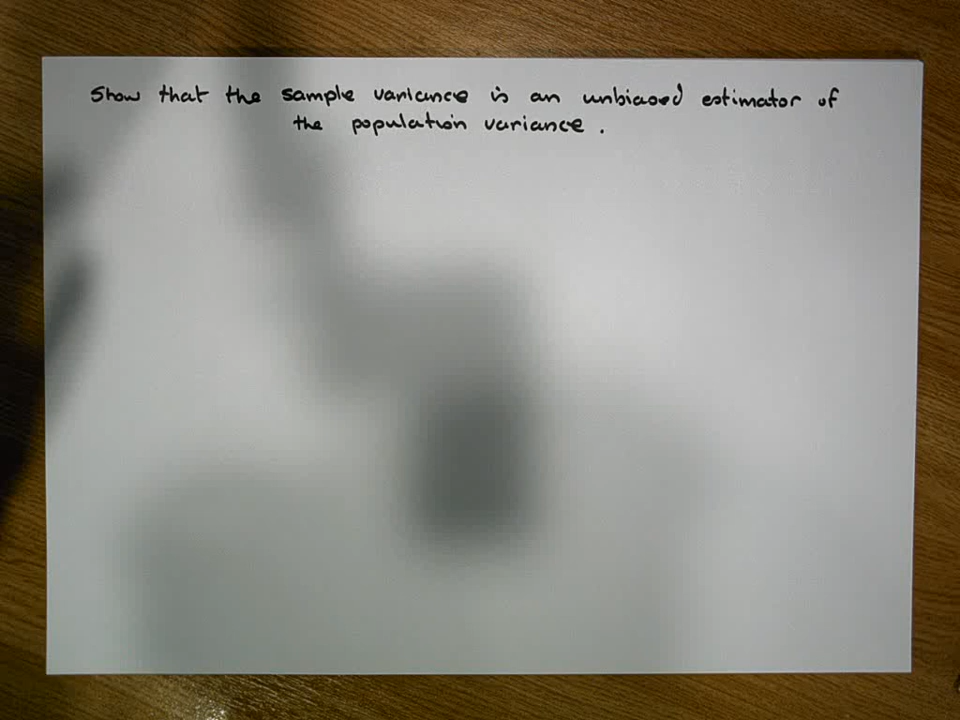 Show that the sample variance is an unbiased estimator of
the population variance.